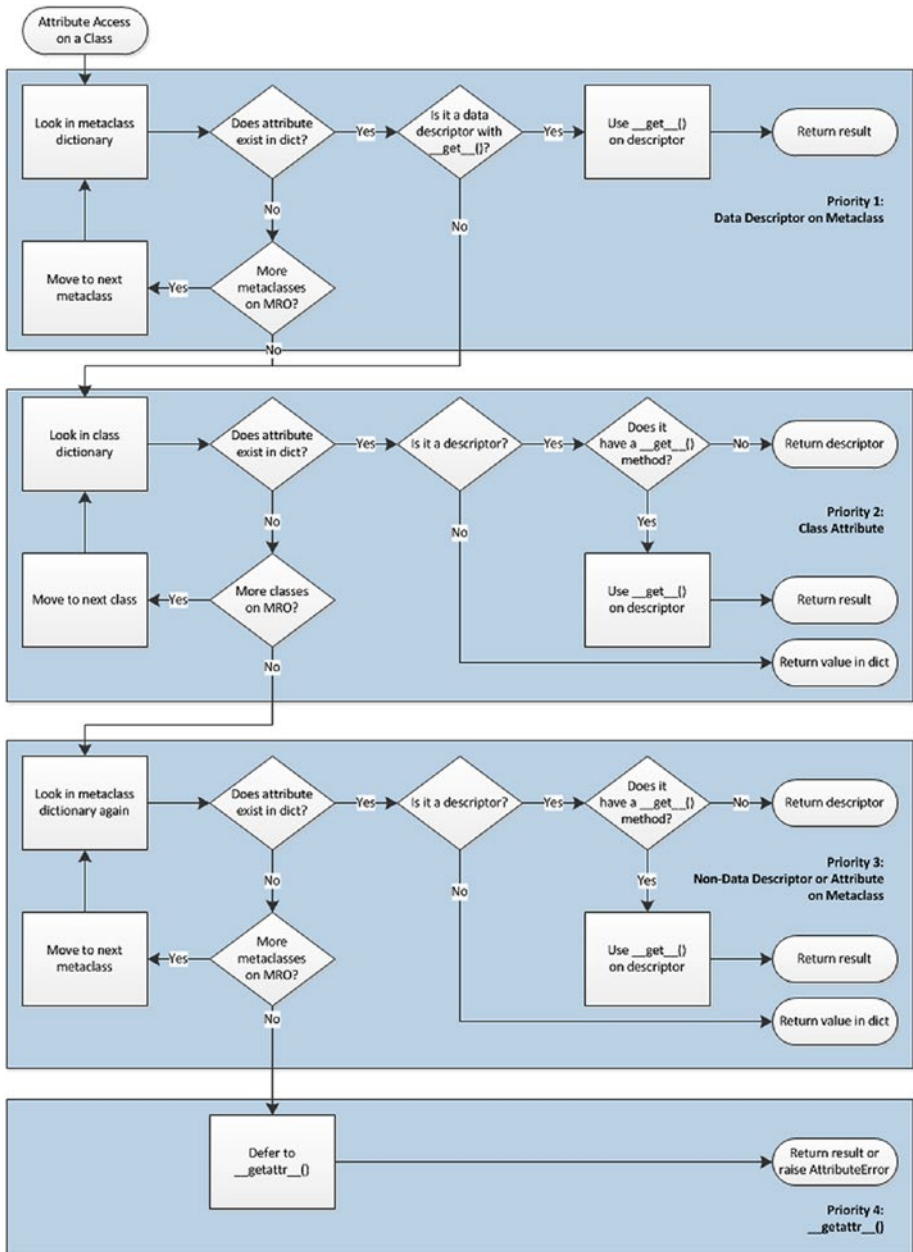 Attribute Access
on a Class
Look in metaclass
dictionary
Does attribute
exist in dict?
Yes
Is it a data
descriptor with
__get__()?
Yes
Use __get__()
on descriptor
Return result
Priority 1:
Data Descriptor on Metaclass
No
No
Move to next
metaclass
Yes
More
metaclasses
on MRO?
No
Look in class
dictionary
Does attribute
exist in dict?
Yes
Is it a descriptor?
Yes
Does it
have a __get__()
method?
No
Return descriptor
Priority 2:
Class Attribute
No
No
Yes
Move to next class
Yes
More classes
on MRO?
Use __get__()
on descriptor
Return result
No
Return value in dict
Look in metaclass
dictionary again
Does attribute
exist in dict?
Yes
Is it a descriptor?
Yes
Does it
have a __get__()
method?
No
Return descriptor
Priority 3:
Non-Data Descriptor or Attribute
on Metaclass
No
No
Yes
Move to next
metaclass
Yes
More
metaclasses
on MRO?
Use __get__()
on descriptor
Return result
No
Return value in dict
Defer to
__getattr__()
Return result or
raise AttributeError
Priority 4:
__getattr__()